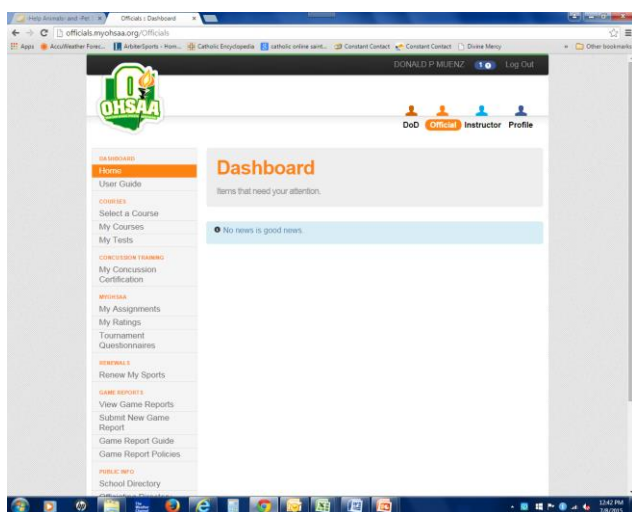 Help Animals- and -Pet
Officials : Dashboard
officials.myohsaa.org/Officials
Apps
AccuWeather Forec...
ArbiterSports - Hom...
Catholic Encyclopedia
catholic online saint...
Constant Contact
Constant Contact
Divine Mercy
Other bookmarks
DONALD P MUENZ
1 0
Log Out
OHSAA
DoD
Official
Instructor
Profile
DASHBOARD
Home
User Guide
COURSES
Select a Course
My Courses
My Tests
CONCUSSION TRAINING
My Concussion
Certification
MYOHSAA
My Assignments
My Ratings
Tournament
Questionnaires
RENEWALS
Renew My Sports
GAME REPORTS
View Game Reports
Submit New Game
Report
Game Report Guide
Game Report Policies
PUBLIC INFO
School Directory
Dashboard
Items that need your attention.
No news is good news.
12:42 PM
7/8/2015